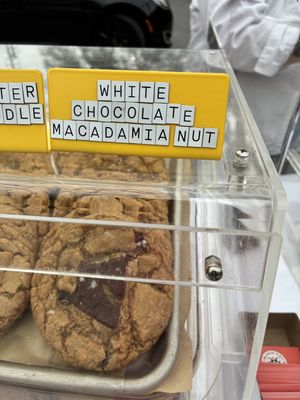 TER
DLE
WHITE
CHOCOLATE
MACADAMIA NUT